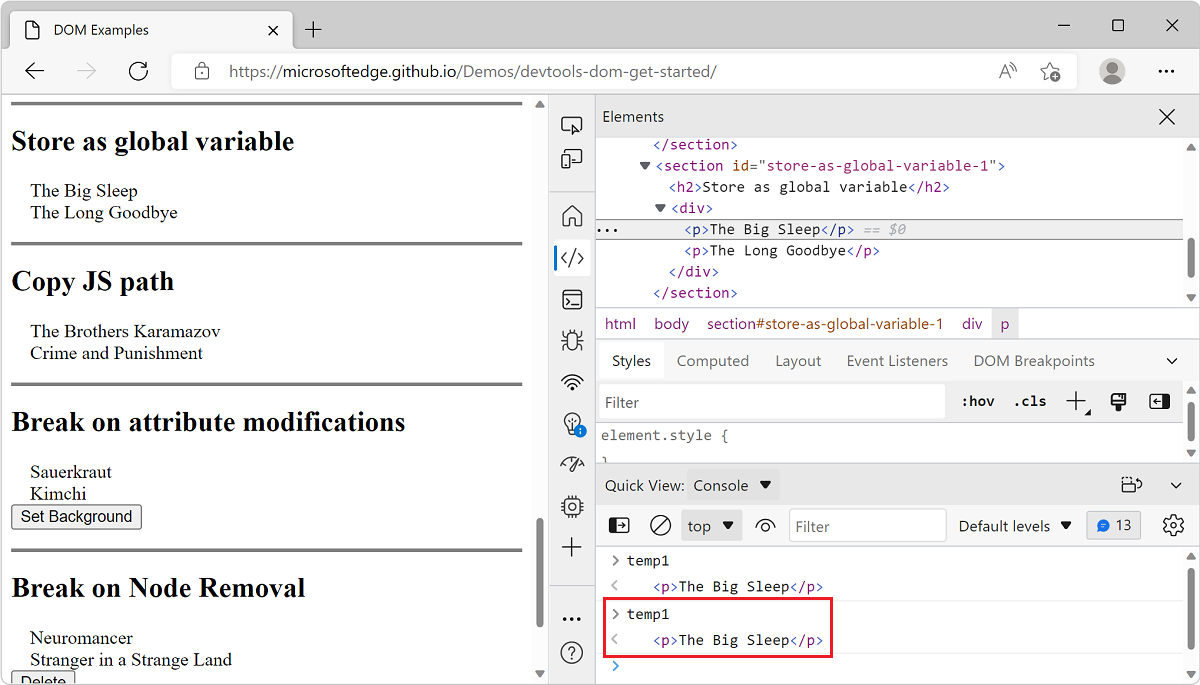 DOM Examples
https://microsoftedge.github.io/Demos/devtools-dom-get-started/
Store as global variable
The Big Sleep
The Long Goodbye
Copy JS path
The Brothers Karamazov
Crime and Punishment
Break on attribute modifications
Sauerkraut
Kimchi
Set Background
Break on Node Removal
Neuromancer
Stranger in a Strange Land
Delete
Elements
</section>
<section id="store-as-global-variable-1">
<h2>Store as global variable</h2>
<div>
<p>The Big Sleep</p> == $0
<p>The Long Goodbye</p>
</div>
</section>
html body section#store-as-global-variable-1 div p
Styles Computed Layout Event Listeners DOM Breakpoints
Filter :hov .cls
element.style {
}
Quick View: Console
top Filter Default levels 13
temp1
<p>The Big Sleep</p>
temp1
<p>The Big Sleep</p>